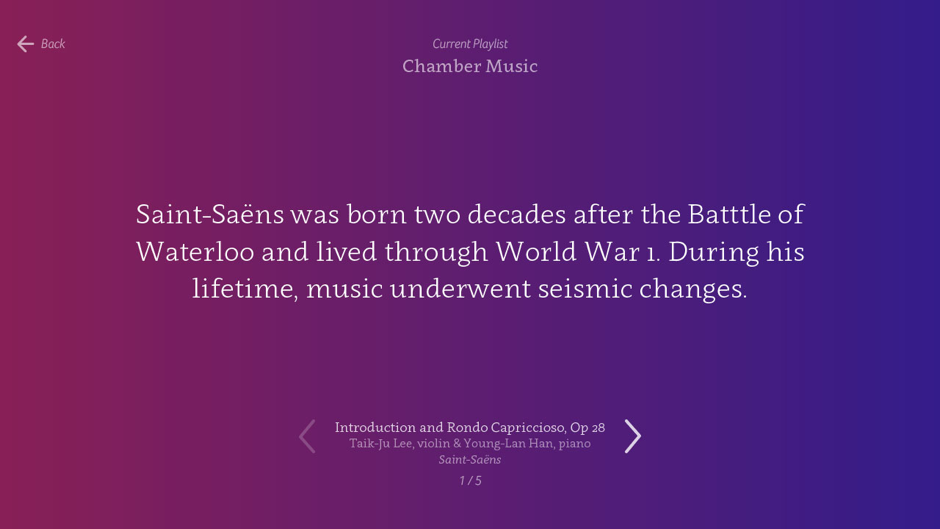 Back
Current Playlist
Chamber Music
Saint-Saëns was born two decades after the Batttle of
Waterloo and lived through World War 1. During his
lifetime, music underwent seismic changes.
Introduction and Rondo Capriccioso, Op 28
Taik-Ju Lee, violin & Young-Lan Han, piano
Saint-Saëns
1 / 5